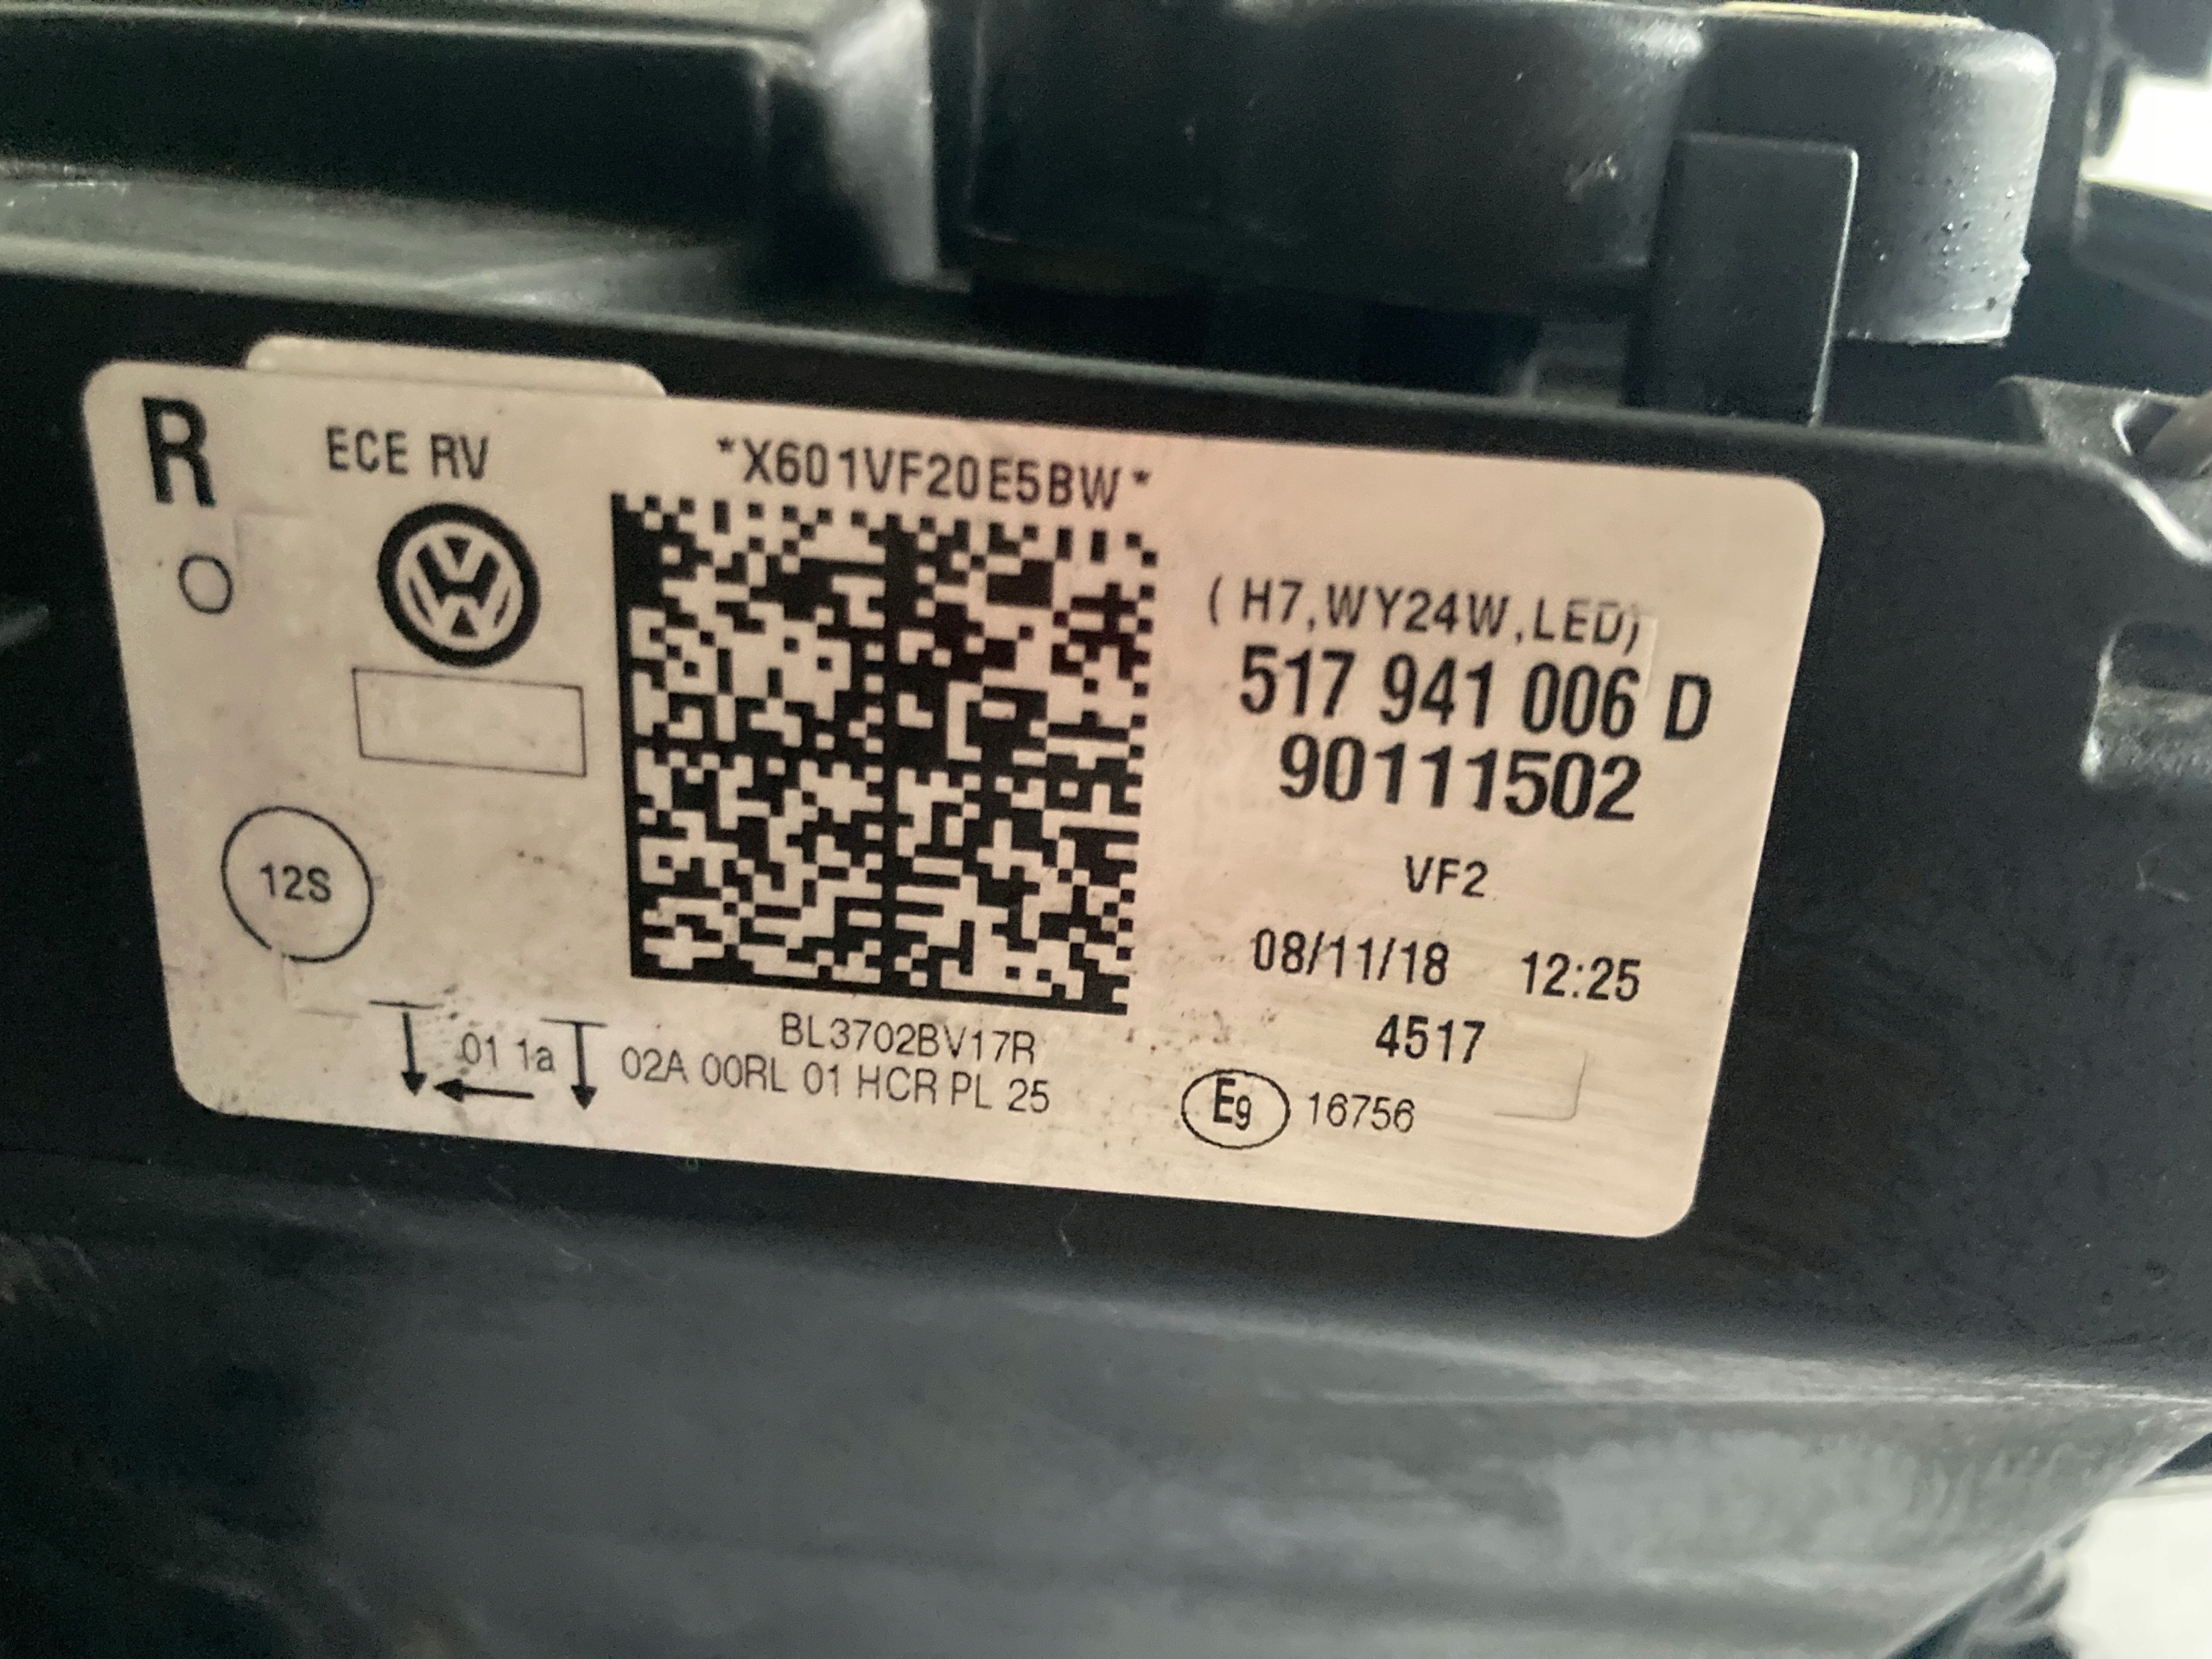 R
ECE RV
*X601VF20E5BW*
(H7,WY24W,LED)
517 941 006 D
90111502
VF2
12S
08/11/18 12:25
4517
BL3702BV17R
01 1a 02A 00RL 01 HCR PL 25
E9 16756